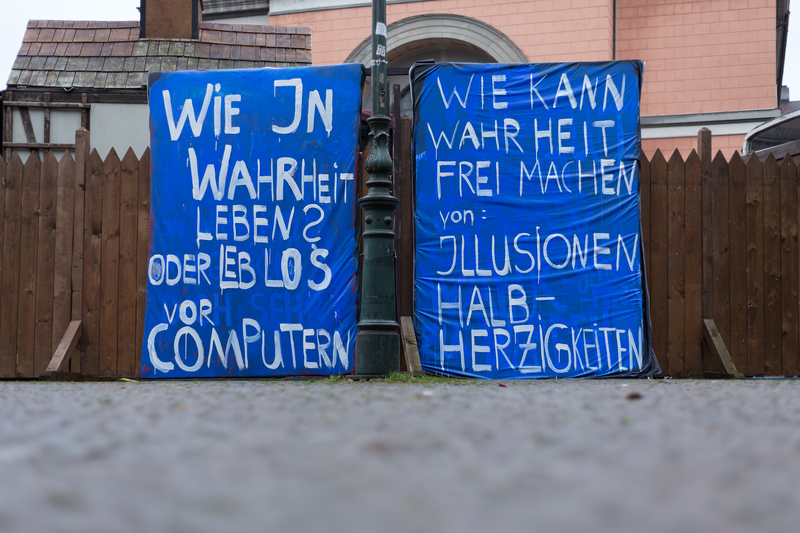 WiE JN
WAHRHEiT
LEBEN?
ODER LEBLOS
VOR
COMPUTERN
WIE KANN
WAHRHEIT
FREI MACHEN
von:
JLLUSIONEN
HALB-
HERZIGKEITEN